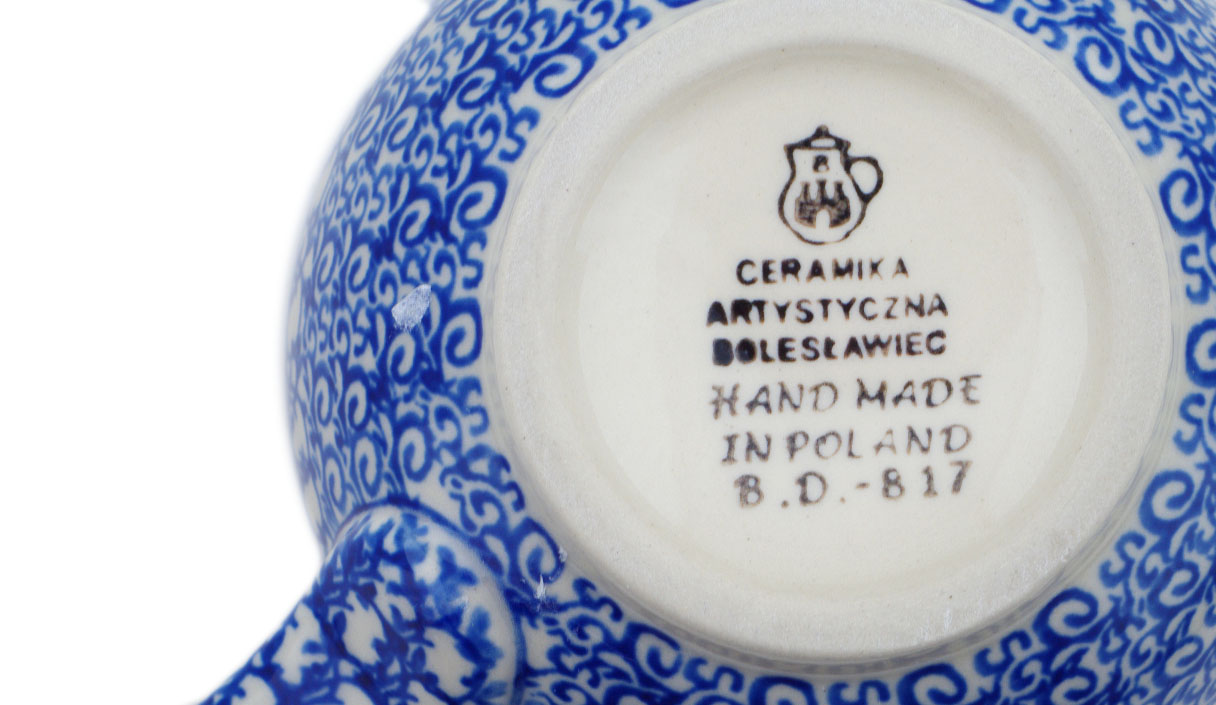 B
CERAMIKA
ARTYSTYCZNA
BOLESŁAWIEC
HAND MADE
IN POLAND
B.D.-817